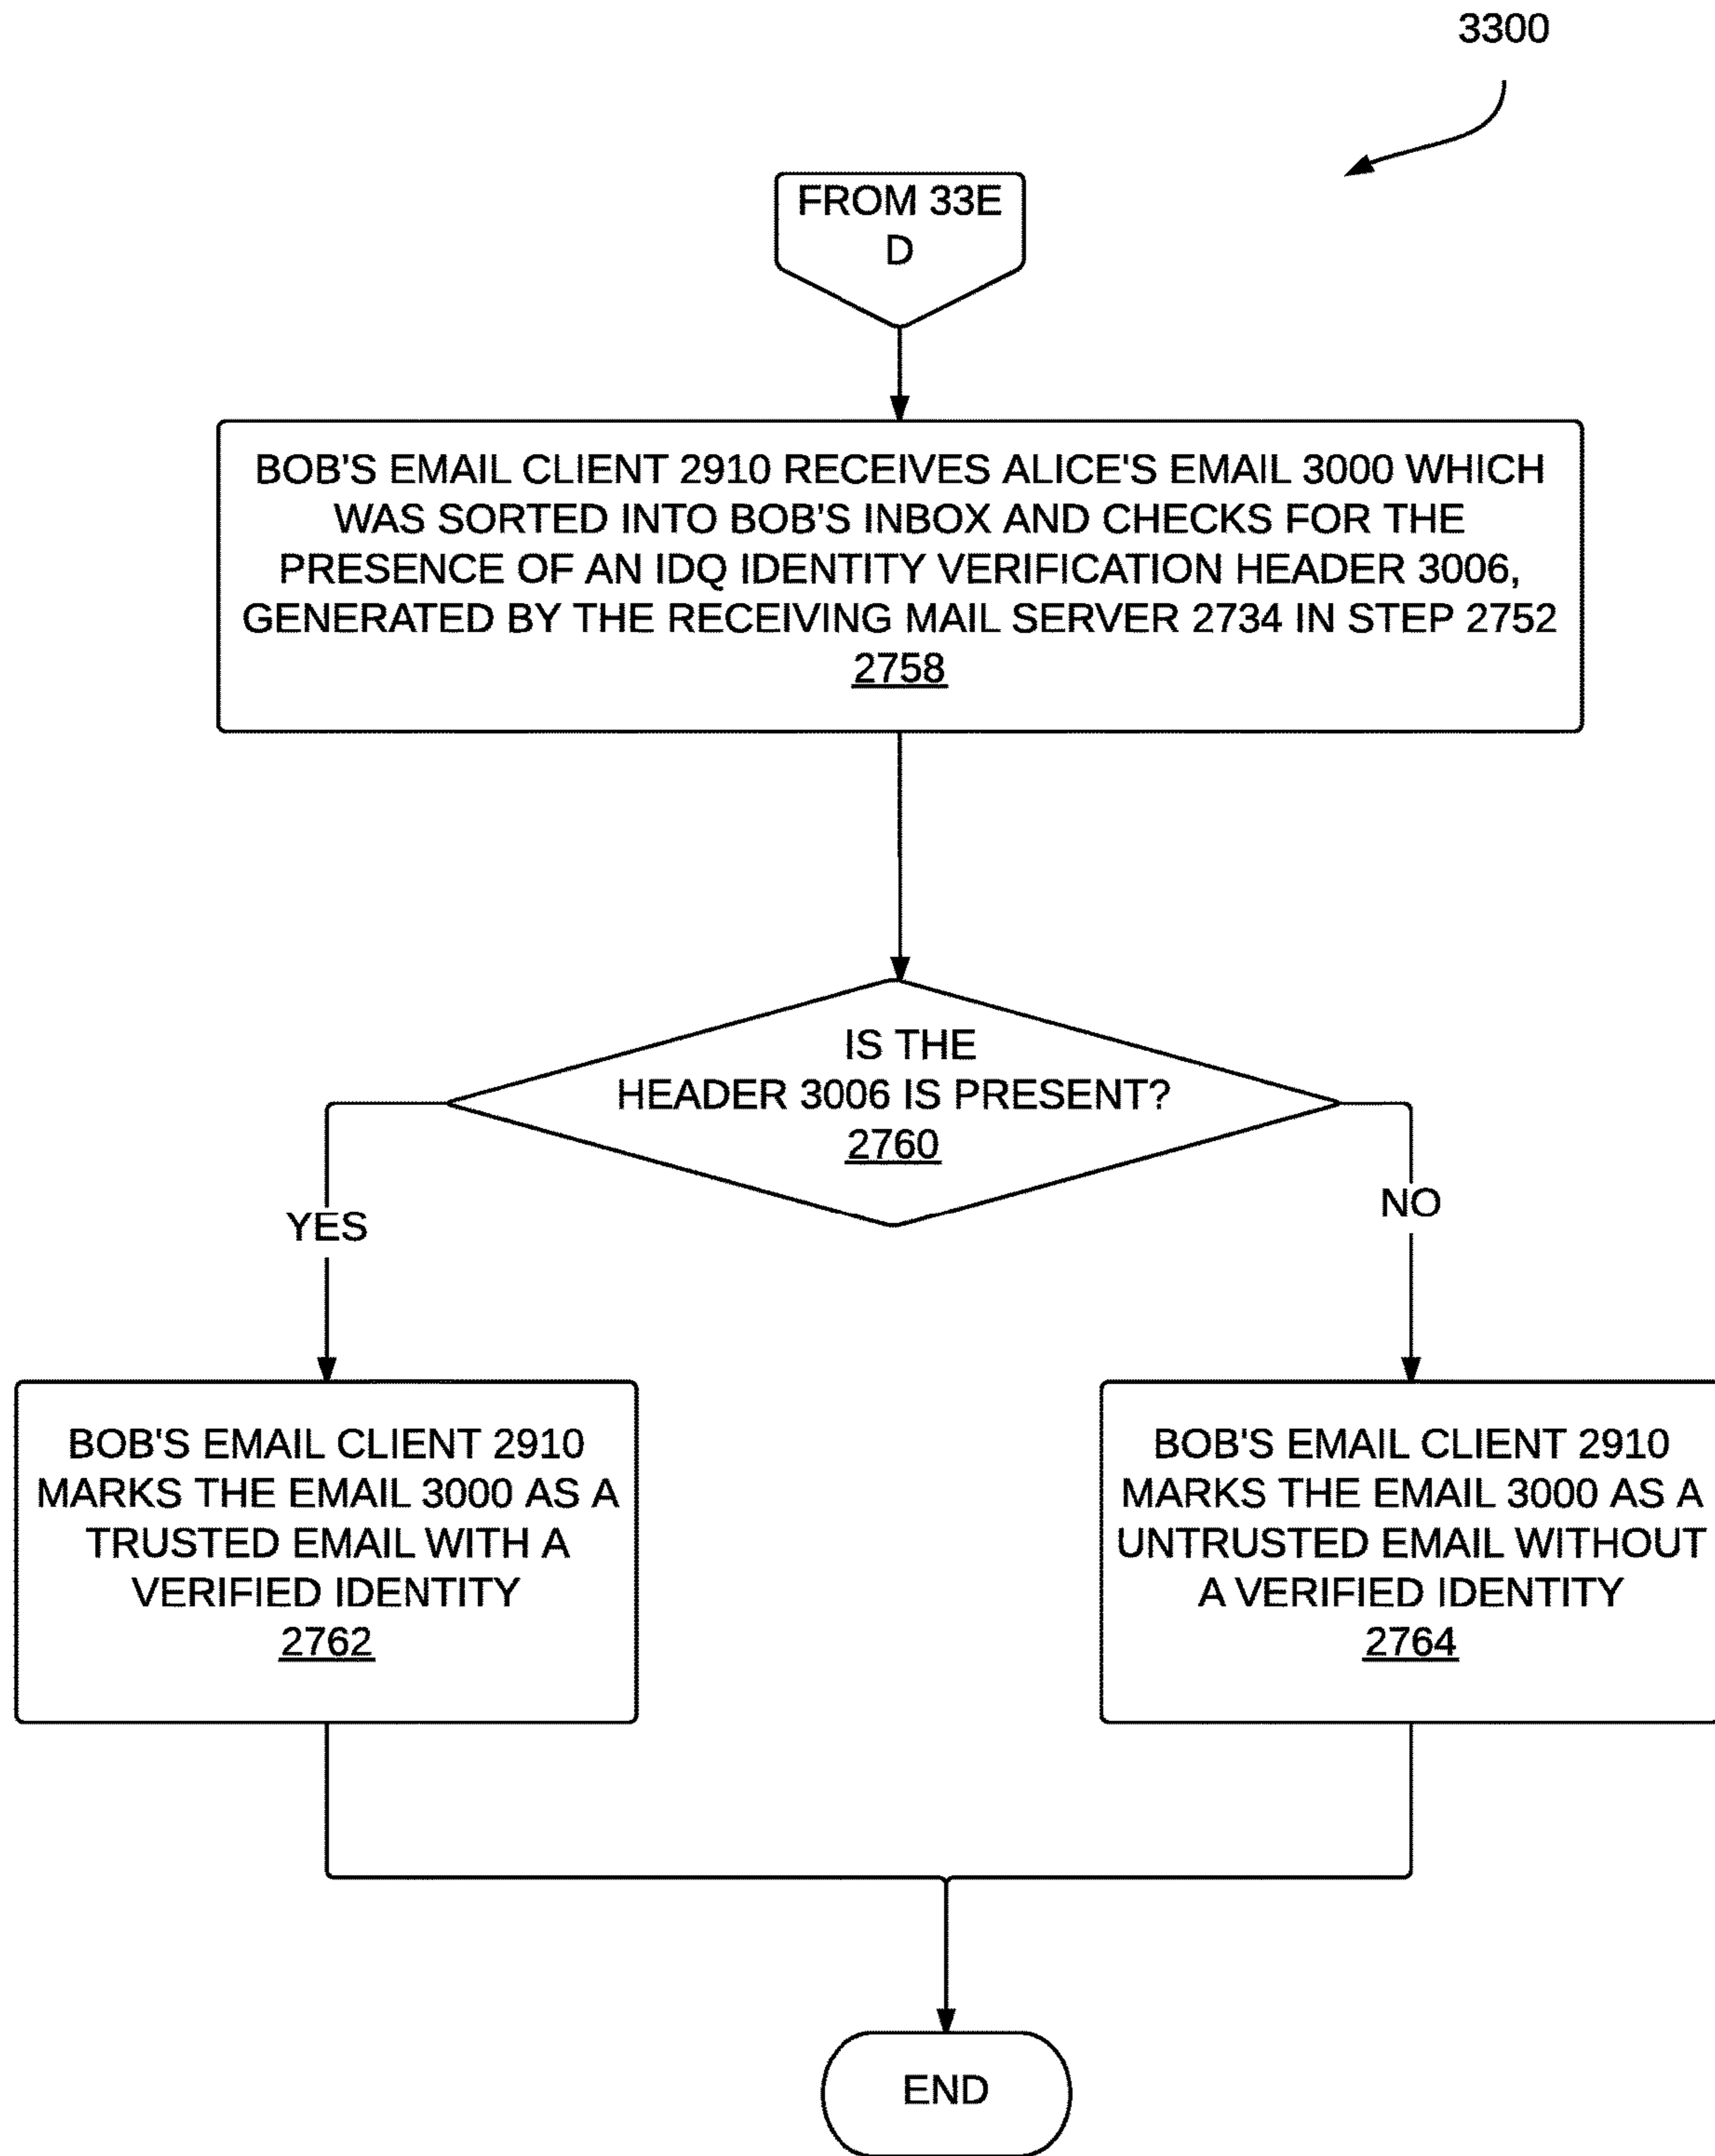 3300
FROM 33E
D
BOB'S EMAIL CLIENT 2910 RECEIVES ALICE'S EMAIL 3000 WHICH
WAS SORTED INTO BOB'S INBOX AND CHECKS FOR THE
PRESENCE OF AN IDQ IDENTITY VERIFICATION HEADER 3006,
GENERATED BY THE RECEIVING MAIL SERVER 2734 IN STEP 2752
2758
IS THE
HEADER 3006 IS PRESENT?
2760
YES
NO
BOB'S EMAIL CLIENT 2910
MARKS THE EMAIL 3000 AS A
TRUSTED EMAIL WITH A
VERIFIED IDENTITY
2762
BOB'S EMAIL CLIENT 2910
MARKS THE EMAIL 3000 AS A
UNTRUSTED EMAIL WITHOUT
A VERIFIED IDENTITY
2764
END